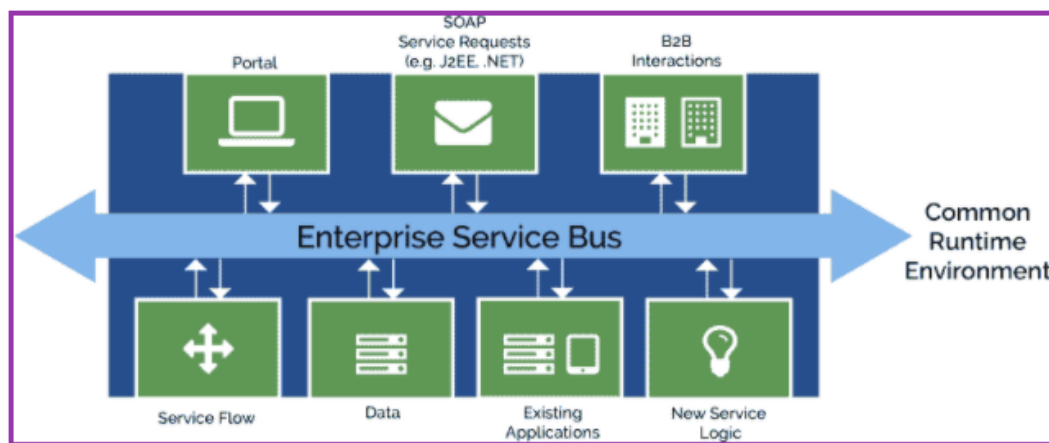 Portal
SOAP
Service Requests
(e.g. J2EE, .NET)
B2B
Interactions
Enterprise Service Bus
Common
Runtime
Environment
Service Flow
Data
Existing
Applications
New Service
Logic